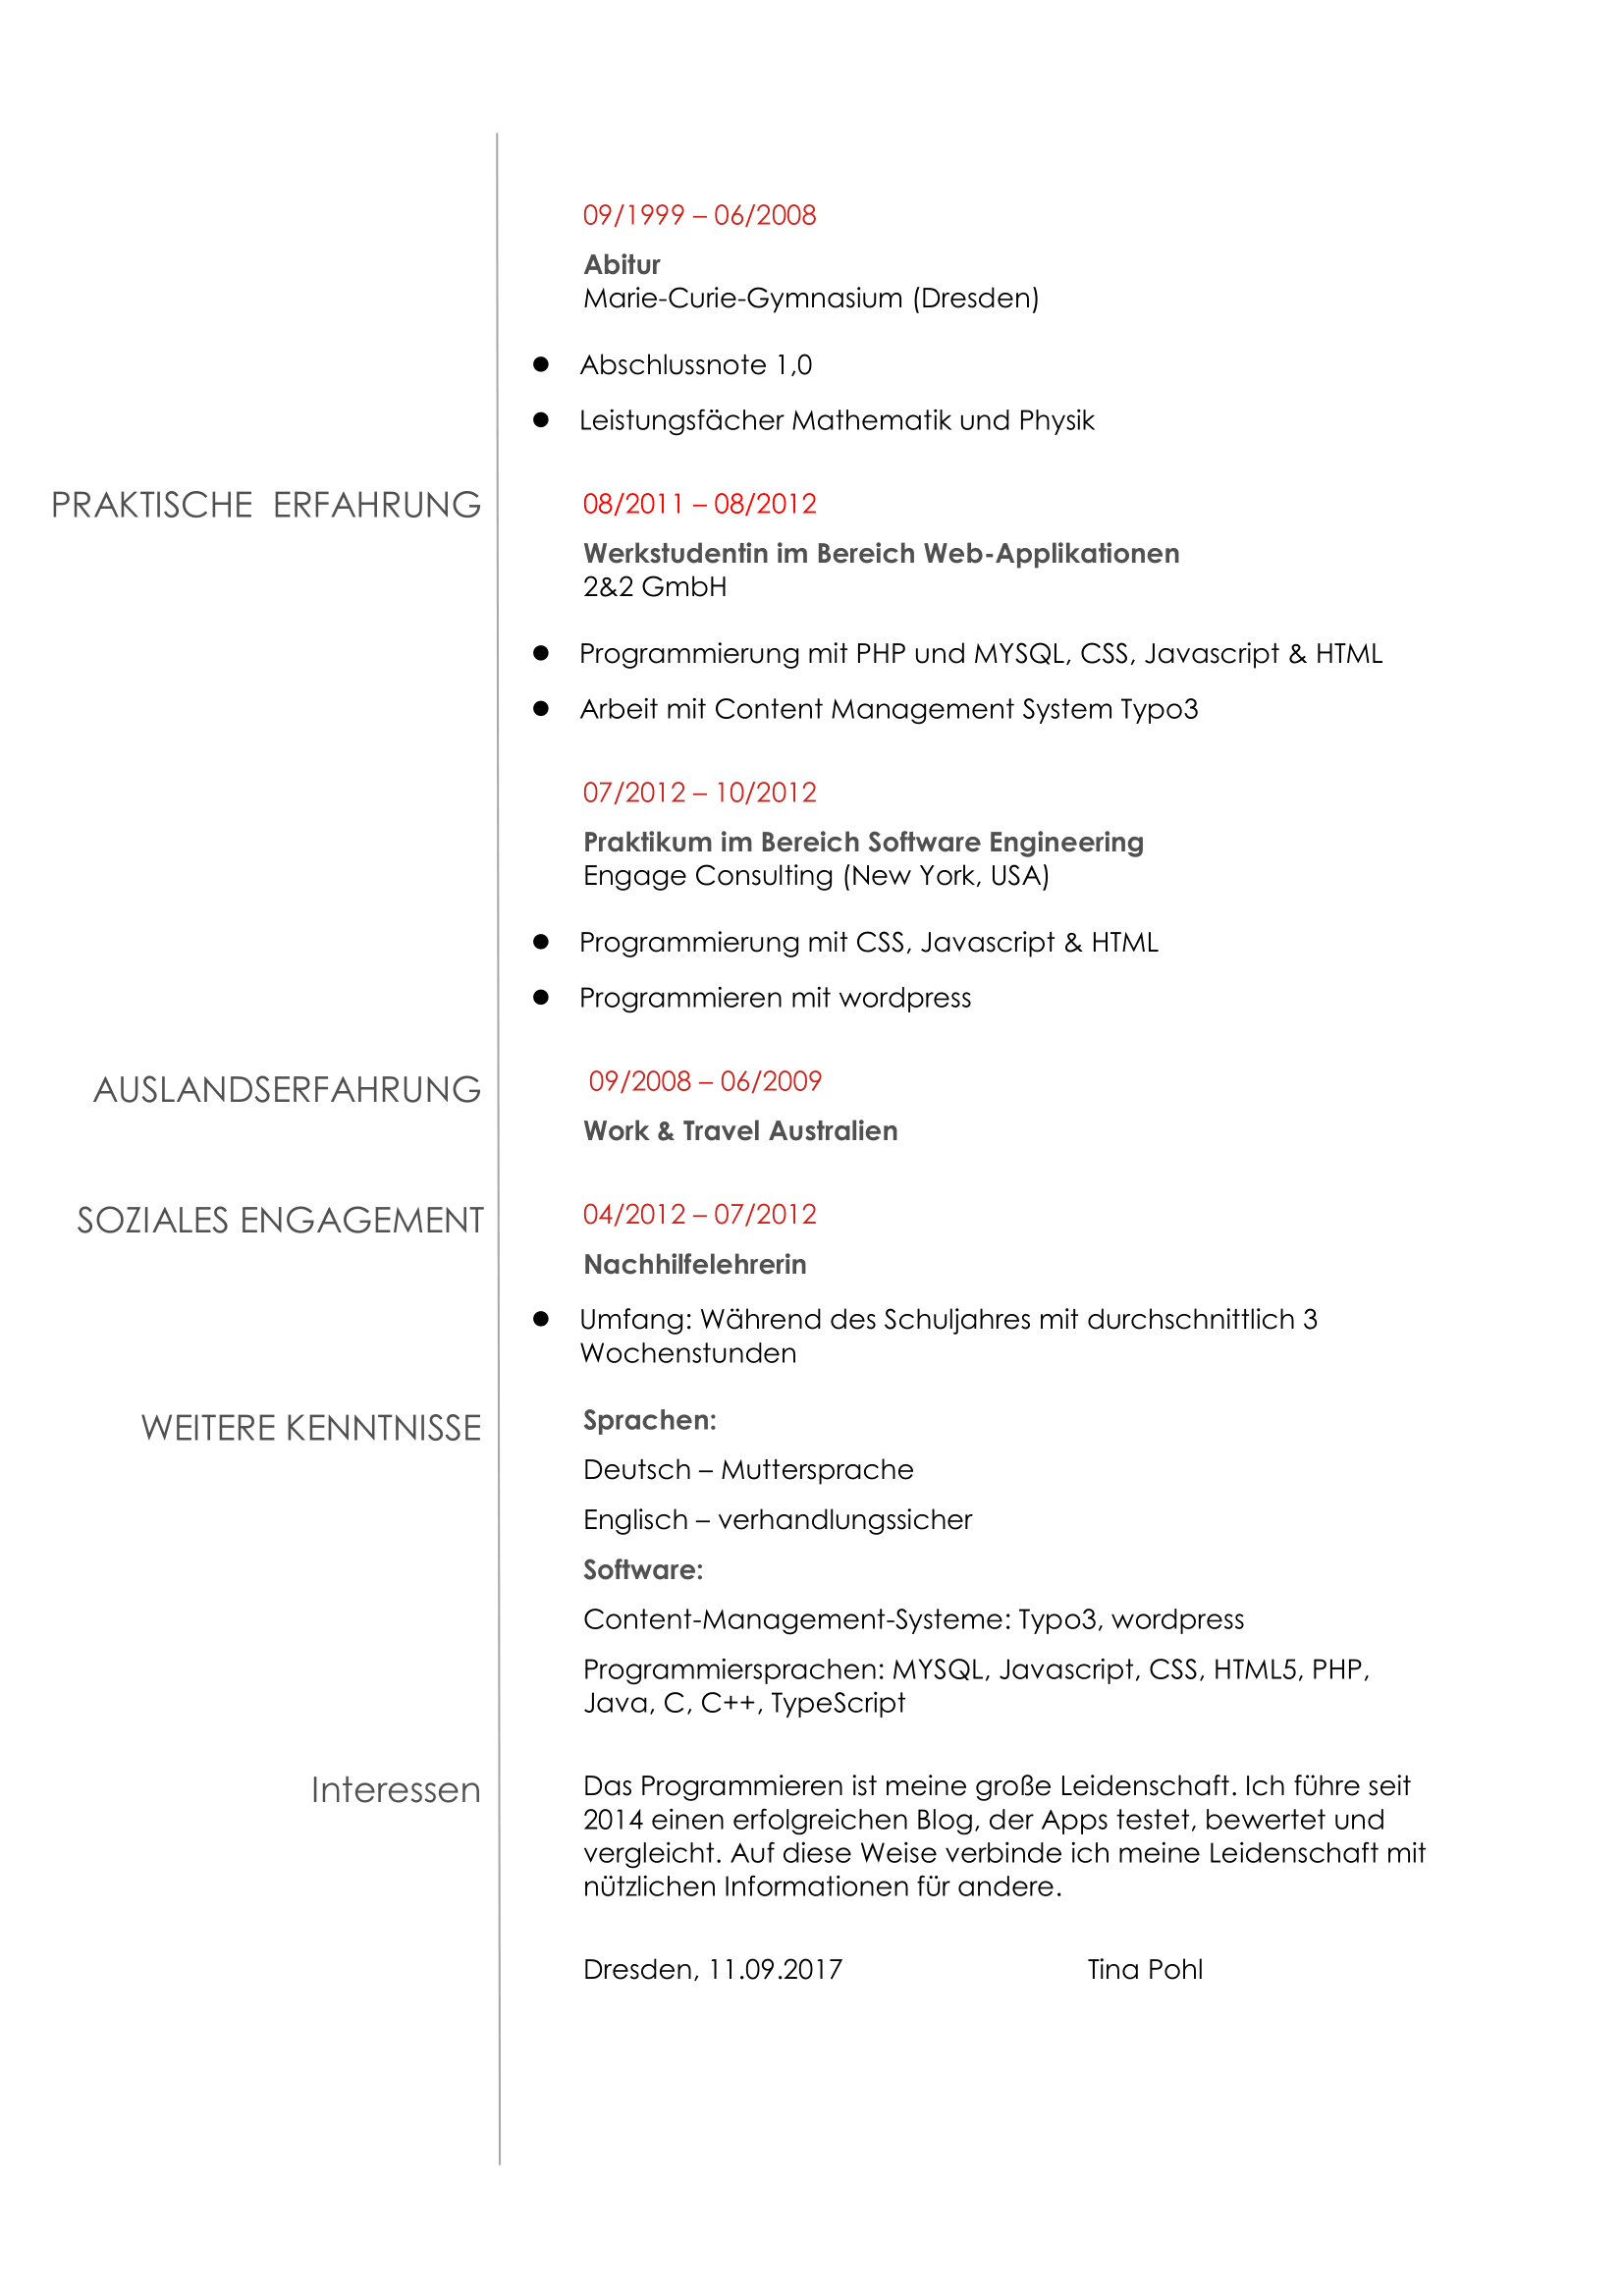 09/1999 – 06/2008
Abitur
Marie-Curie-Gymnasium (Dresden)
● Abschlussnote 1,0
● Leistungsfächer Mathematik und Physik
PRAKTISCHE ERFAHRUNG
08/2011 – 08/2012
Werkstudentin im Bereich Web-Applikationen
2&2 GmbH
● Programmierung mit PHP und MYSQL, CSS, Javascript & HTML
● Arbeit mit Content Management System Typo3
07/2012 – 10/2012
Praktikum im Bereich Software Engineering
Engage Consulting (New York, USA)
● Programmierung mit CSS, Javascript & HTML
● Programmieren mit wordpress
AUSLANDSERFAHRUNG
09/2008 – 06/2009
Work & Travel Australien
SOZIALES ENGAGEMENT
04/2012 – 07/2012
Nachhilfelehrerin
● Umfang: Während des Schuljahres mit durchschnittlich 3
Wochenstunden
WEITERE KENNTNISSE
Sprachen:
Deutsch – Muttersprache
Englisch – verhandlungssicher
Software:
Content-Management-Systeme: Typo3, wordpress
Programmiersprachen: MYSQL, Javascript, CSS, HTML5, PHP,
Java, C, C++, TypeScript
Interessen
Das Programmieren ist meine große Leidenschaft. Ich führe seit
2014 einen erfolgreichen Blog, der Apps testet, bewertet und
vergleicht. Auf diese Weise verbinde ich meine Leidenschaft mit
nützlichen Informationen für andere.
Dresden, 11.09.2017 Tina Pohl